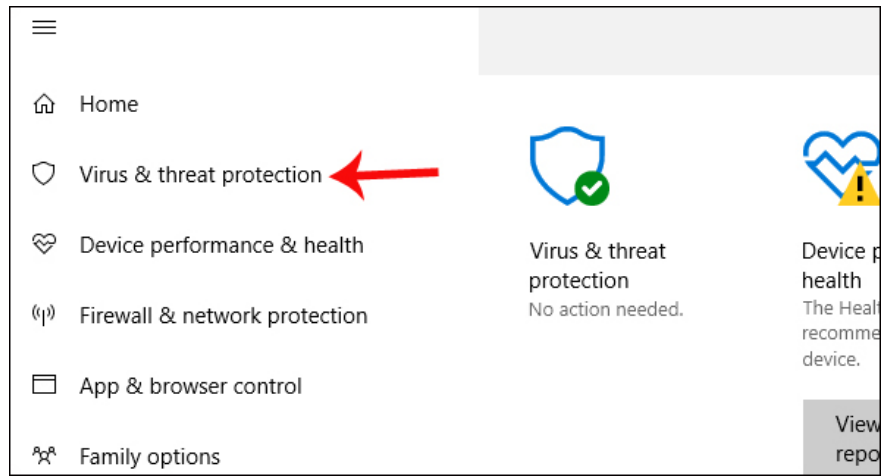 Home
Virus & threat protection
Device performance & health
Firewall & network protection
App & browser control
Family options
Virus & threat
protection
No action needed.
Device
health
The
recomme
device.
View
repo